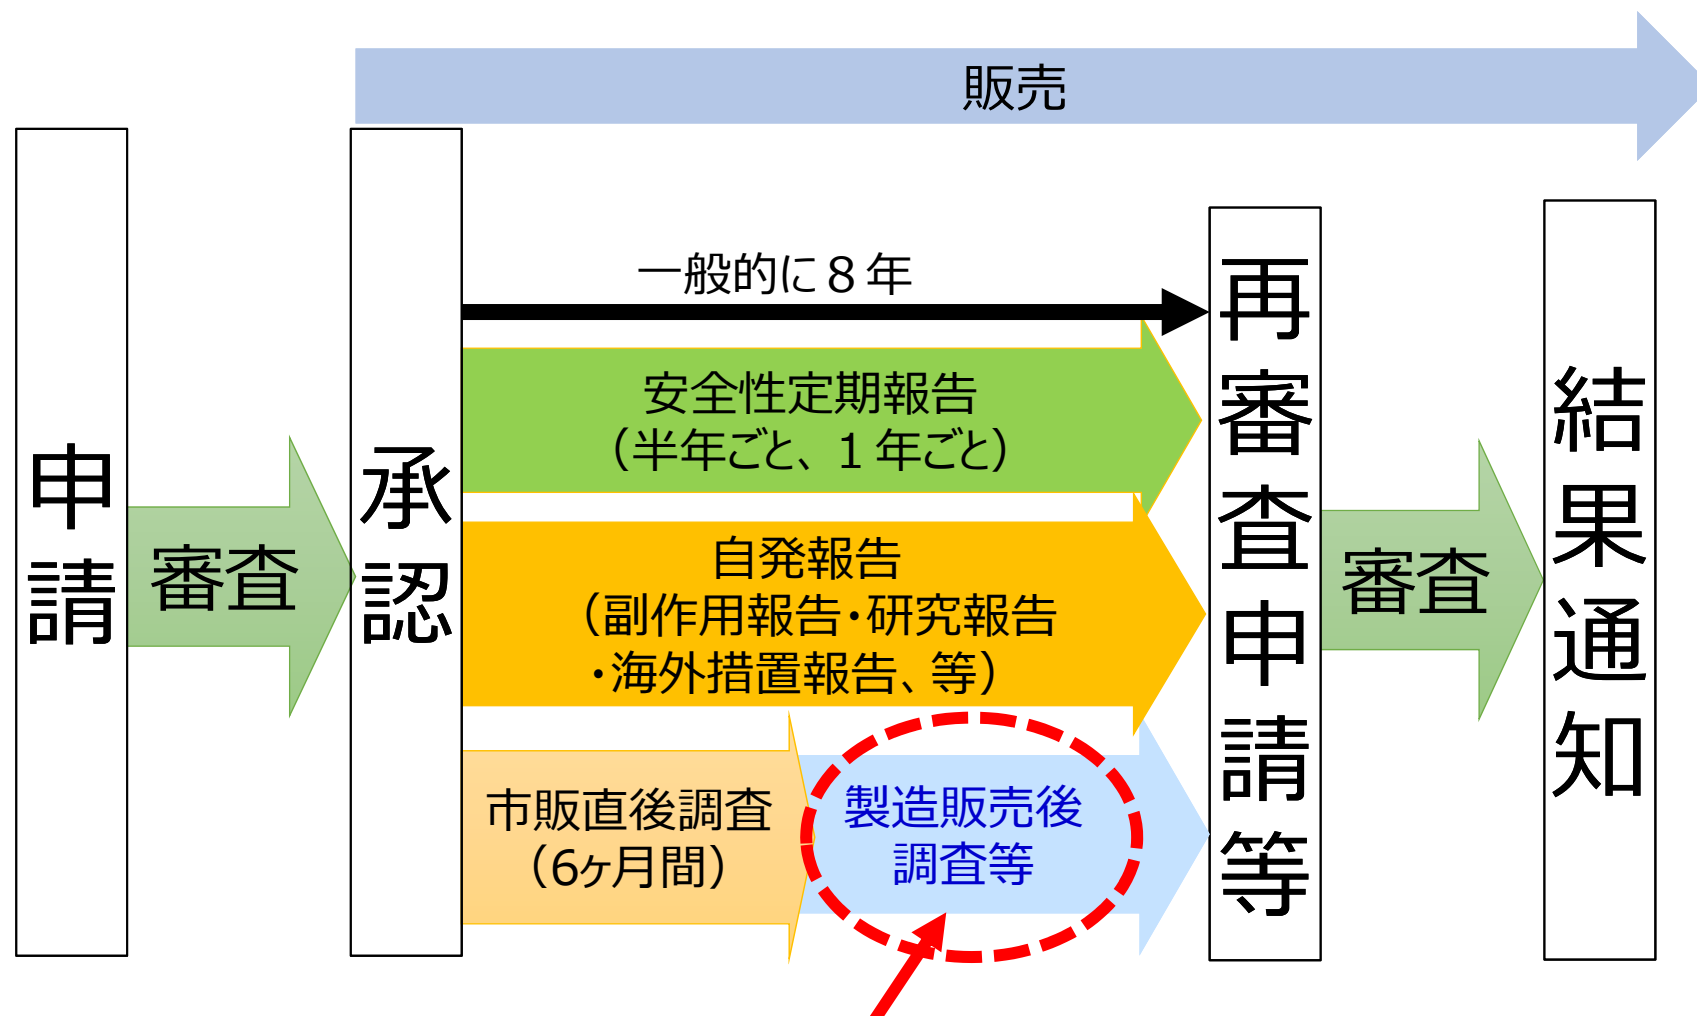 販売
申請
審査
承認
一般的に８年
安全性定期報告
（半年ごと、１年ごと）
自発報告
（副作用報告・研究報告
・海外措置報告、等）
市販直後調査
（6ヶ月間）
製造販売後
調査等
再審査申請等
審査
結果通知